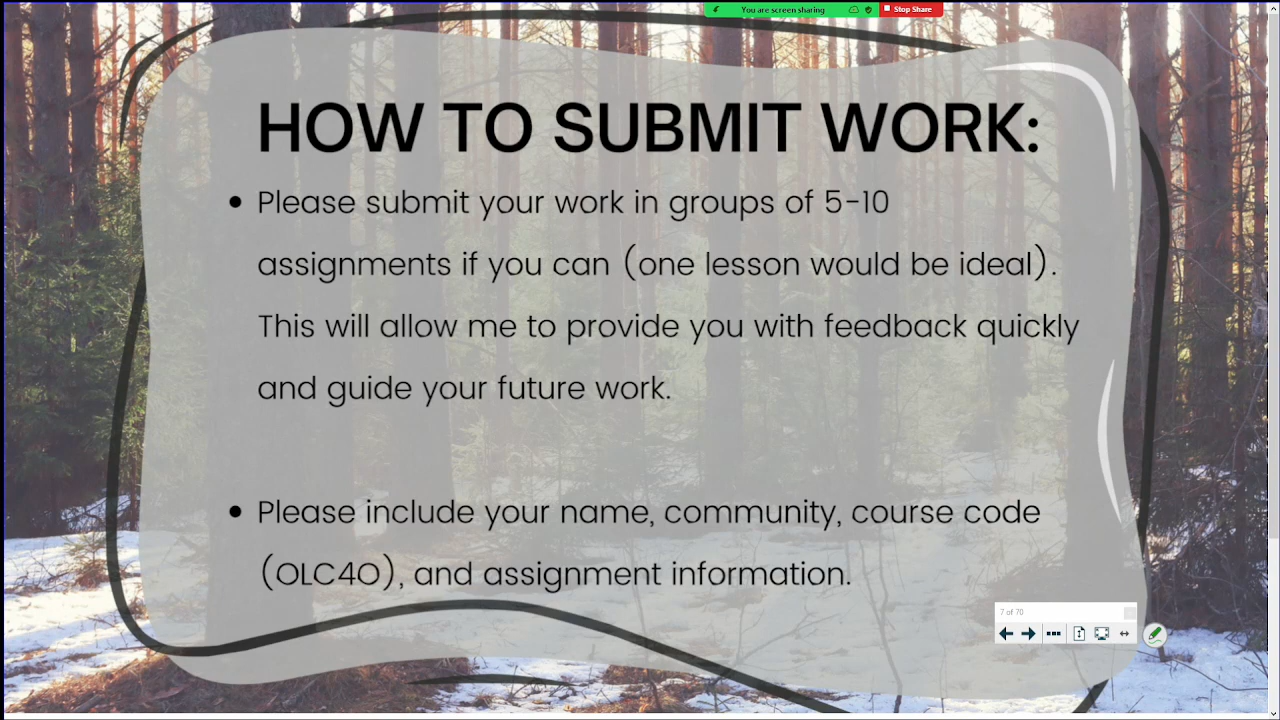 You are screen sharing
Stop Share
HOW TO SUBMIT WORK:
• Please submit your work in groups of 5-10
assignments if you can (one lesson would be ideal).
This will allow me to provide you with feedback quickly
and guide your future work.
• Please include your name, community, course code
(OLC4O), and assignment information.
7 of 70